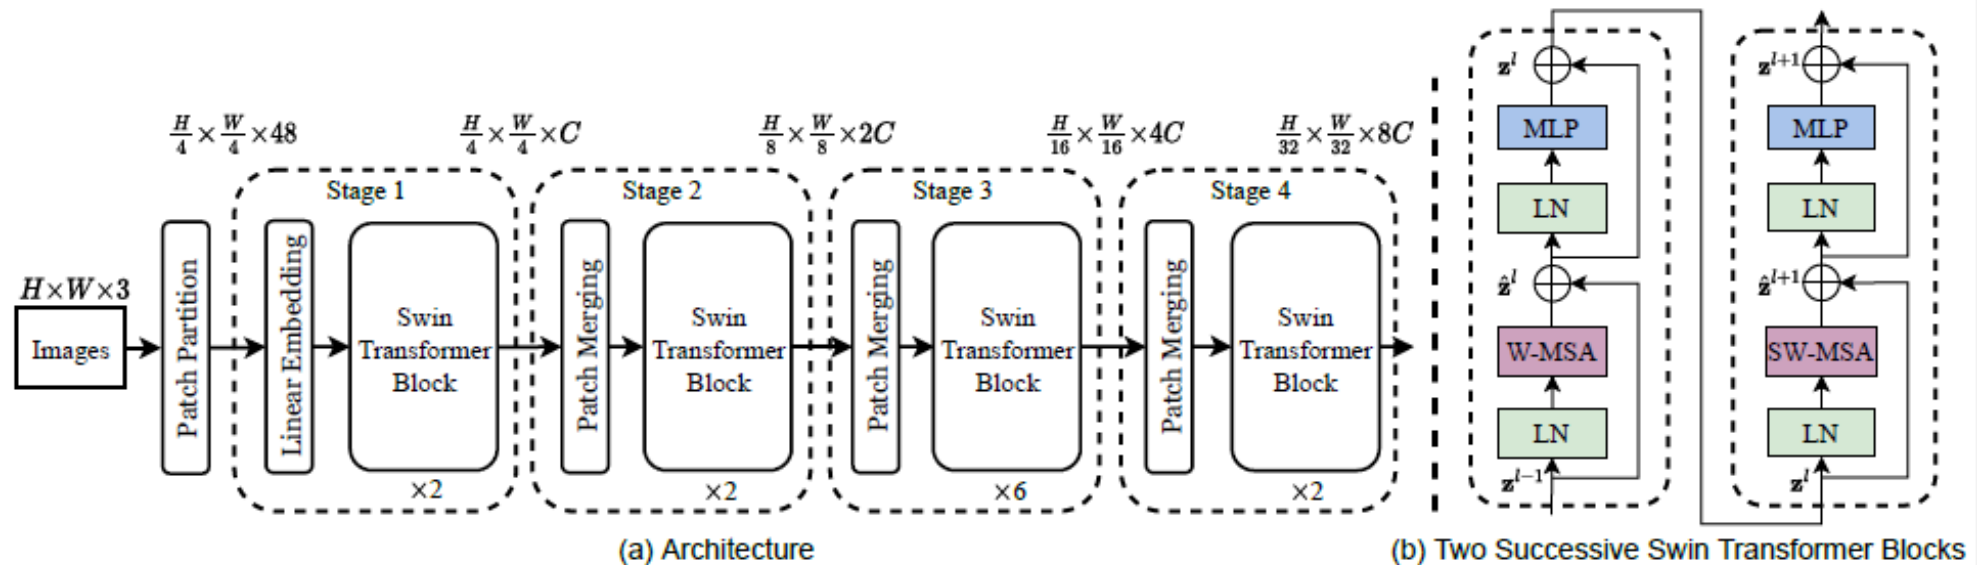 H/4 × W/4 × 48
H/4 × W/4 × C
H/8 × W/8 × 2C
H/16 × W/16 × 4C
H/32 × W/32 × 8C
H×W×3
Images
Patch Partition
Stage 1
Linear Embedding
Swin
Transformer
Block
×2
Stage 2
Patch Merging
Swin
Transformer
Block
×2
Stage 3
Patch Merging
Swin
Transformer
Block
×6
Stage 4
Patch Merging
Swin
Transformer
Block
×2
(a) Architecture
z^l
MLP
LN
ẑ^l
W-MSA
LN
z^{l-1}
z^{l+1}
MLP
LN
ẑ^{l+1}
SW-MSA
LN
z^l
(b) Two Successive Swin Transformer Blocks